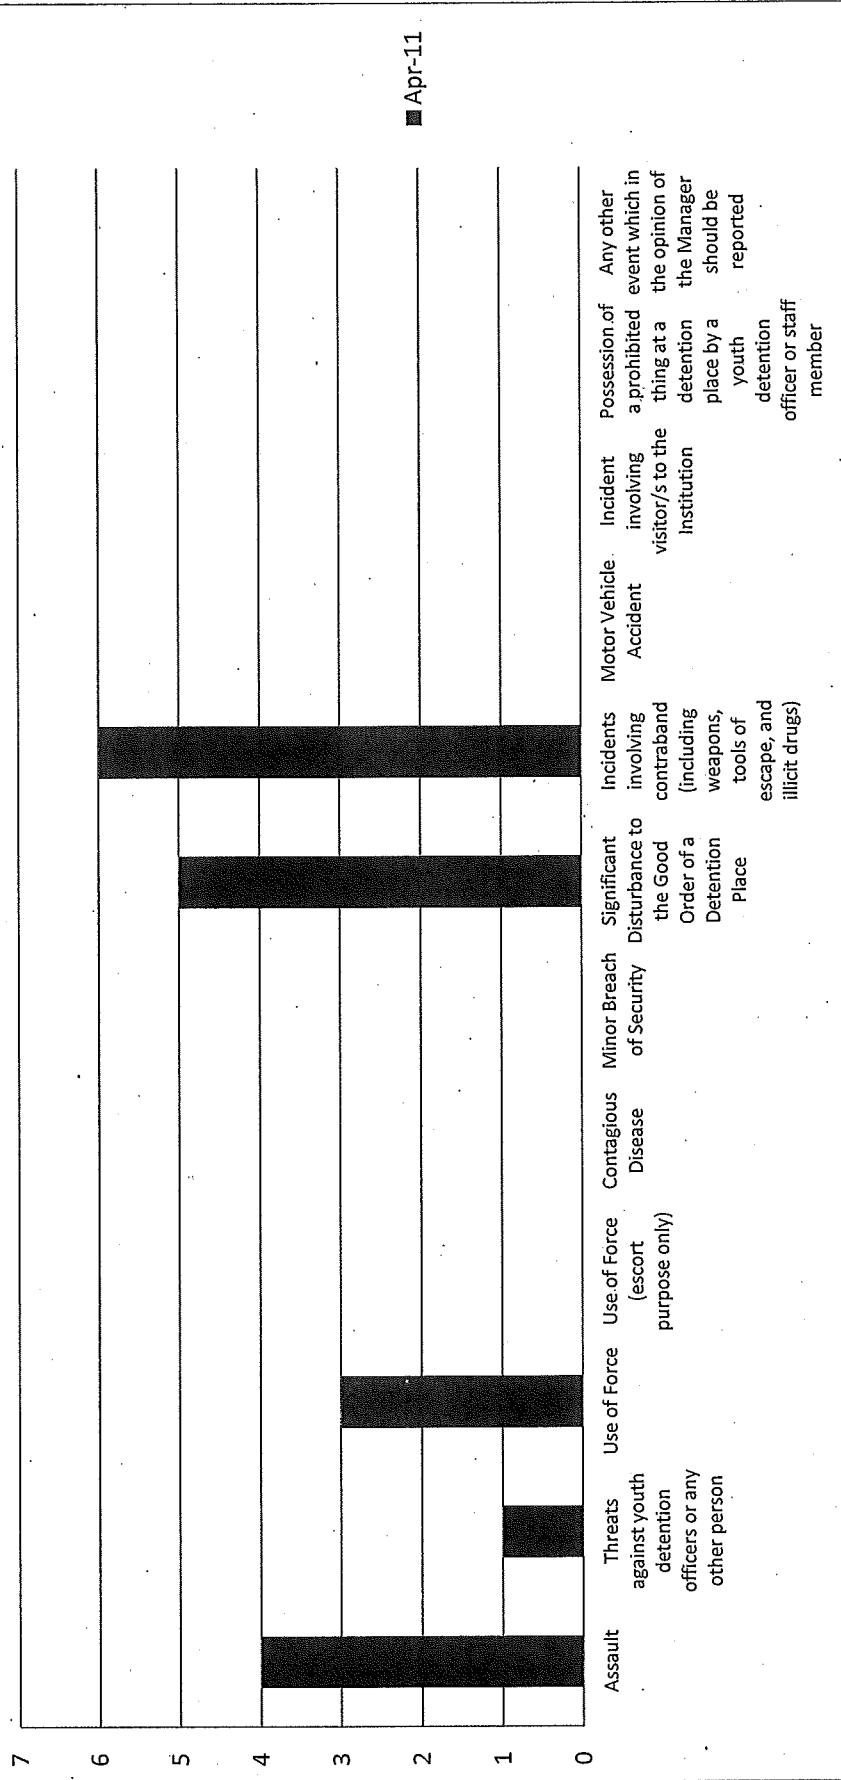 7
6
5
4
3
2
1
0
Assault
Threats
against youth
detention
officers or any
other person
Use of Force
Use of Force
(escort
purpose only)
Contagious
Disease
Minor Breach
of Security
Significant
Disturbance to
the Good
Order of a
Detention
Place
Incidents
involving
contraband
(including
weapons,
tools of
escape, and
illicit drugs)
Motor Vehicle
Accident
Incident
involving
visitor/s to the
Institution
Possession of
a prohibited
thing at a
detention
place by a
youth
detention
officer or staff
member
Any other
event which in
the opinion of
the Manager
should be
reported
Apr-11